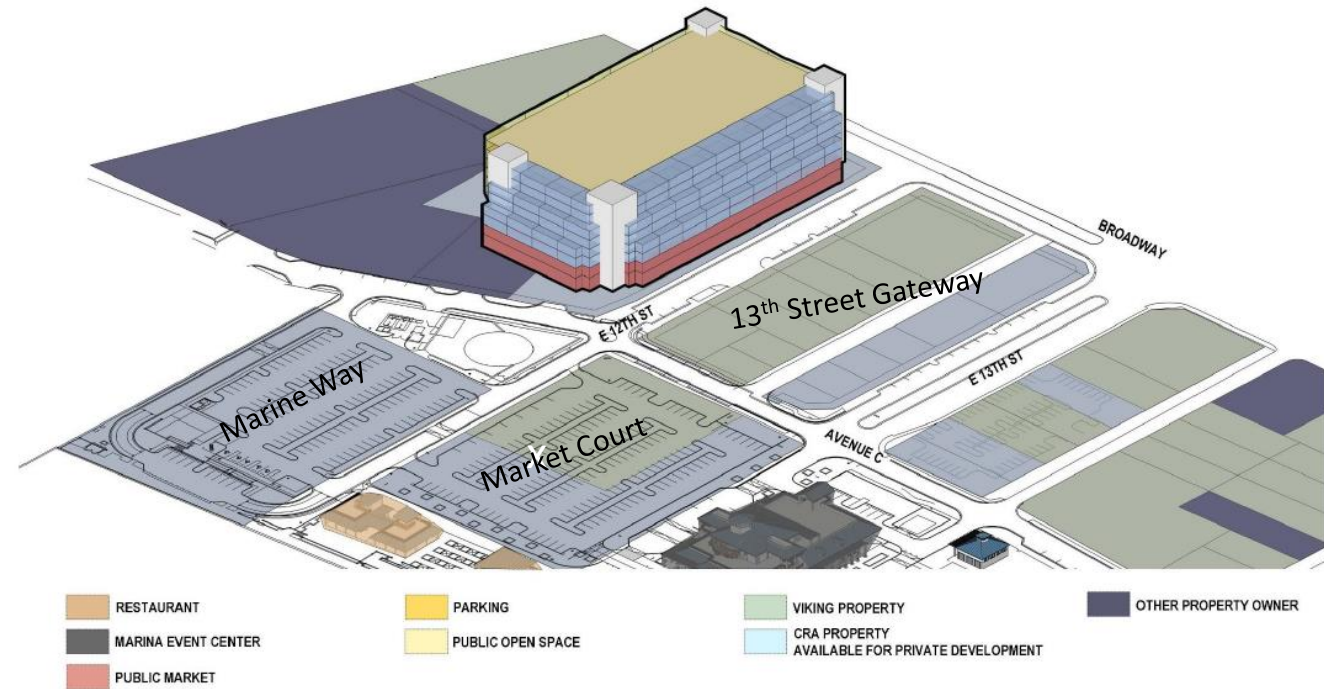 BROADWAY
13th Street Gateway
E 12TH ST
E 13TH ST
Marine Way
Market Court
AVENUE C
RESTAURANT
MARINA EVENT CENTER
PUBLIC MARKET
PARKING
PUBLIC OPEN SPACE
VIKING PROPERTY
CRA PROPERTY
AVAILABLE FOR PRIVATE DEVELOPMENT
OTHER PROPERTY OWNER